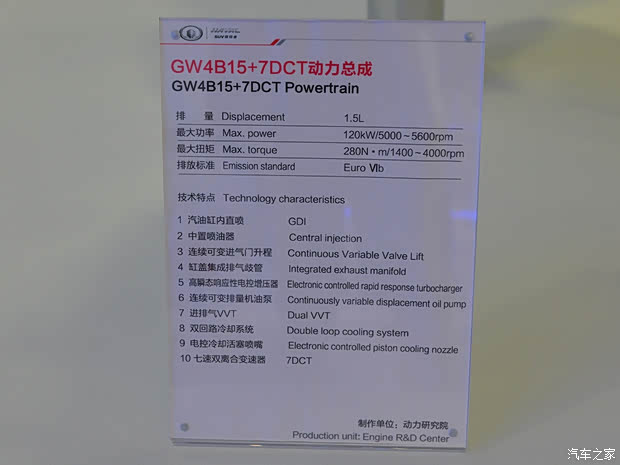 HAVAL
GW4B15+7DCT动力总成
GW4B15+7DCT Powertrain
排 量 Displacement 1.5L
最大功率 Max. power 120kW/5000～5600rpm
最大扭矩 Max. torque 280N·m/1400～4000rpm
排放标准 Emission standard Euro Ⅵb
技术特点 Technology characteristics
1 汽油缸内直喷 GDI
2 中置喷油器 Central injection
3 连续可变进气门升程 Continuous Variable Valve Lift
4 缸盖集成排气歧管 Integrated exhaust manifold
5 高瞬态响应性电控增压器 Electronic controlled rapid response turbocharger
6 连续可变排量机油泵 Continuously variable displacement oil pump
7 进排气VVT Dual VVT
8 双回路冷却系统 Double loop cooling system
9 电控冷却活塞喷嘴 Electronic controlled piston cooling nozzle
10 七速双离合变速器 7DCT
制作单位：动力研究院
Production unit: Engine R&D Center
汽车之家